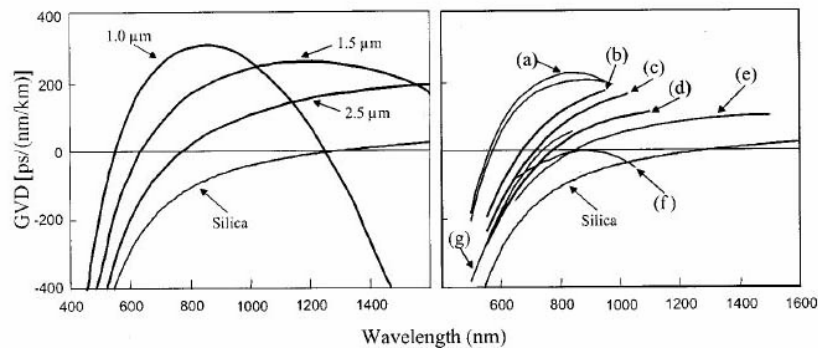 400
200
0
-200
-400
GVD [ps/(nm/km)]
1.0 µm
1.5 µm
2.5 µm
Silica
400 600 800 1000 1200 1400
(a)
(b)
(c)
(d)
(e)
(f)
(g)
Silica
600 800 1000 1200 1400 1600
Wavelength (nm)